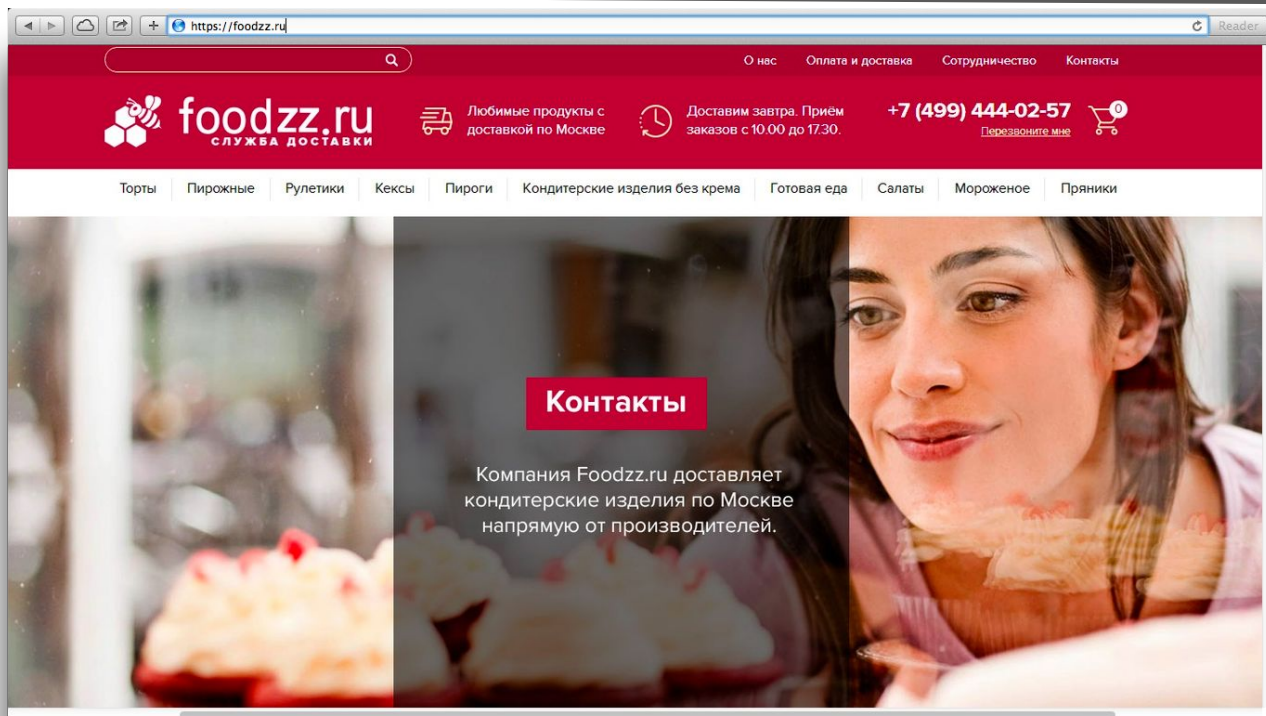 https://foodzz.ru
Reader
О нас Оплата и доставка Сотрудничество Контакты
foodzz.ru
СЛУЖБА ДОСТАВКИ
Любимые продукты с
доставкой по Москве
Доставим завтра. Приём
заказов с 10.00 до 17.30.
+7 (499) 444-02-57
Перезвоните мне
0
Торты Пирожные Рулетики Кексы Пироги Кондитерские изделия без крема Готовая еда Салаты Мороженое Пряники
Контакты
Компания Foodzz.ru доставляет
кондитерские изделия по Москве
напрямую от производителей.